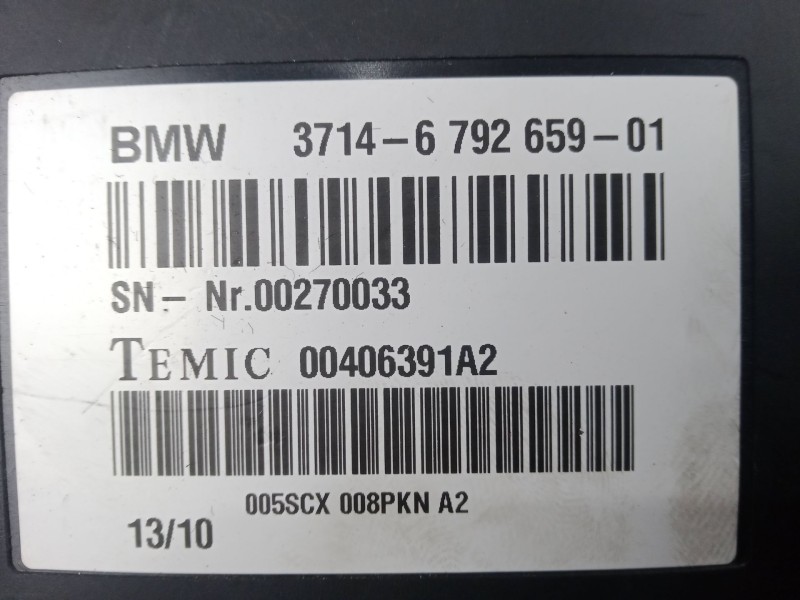 BMW 3714-6 792 659-01
SN- Nr.00270033
TEMIC 00406391A2
005SCX 008PKN A2
13/10